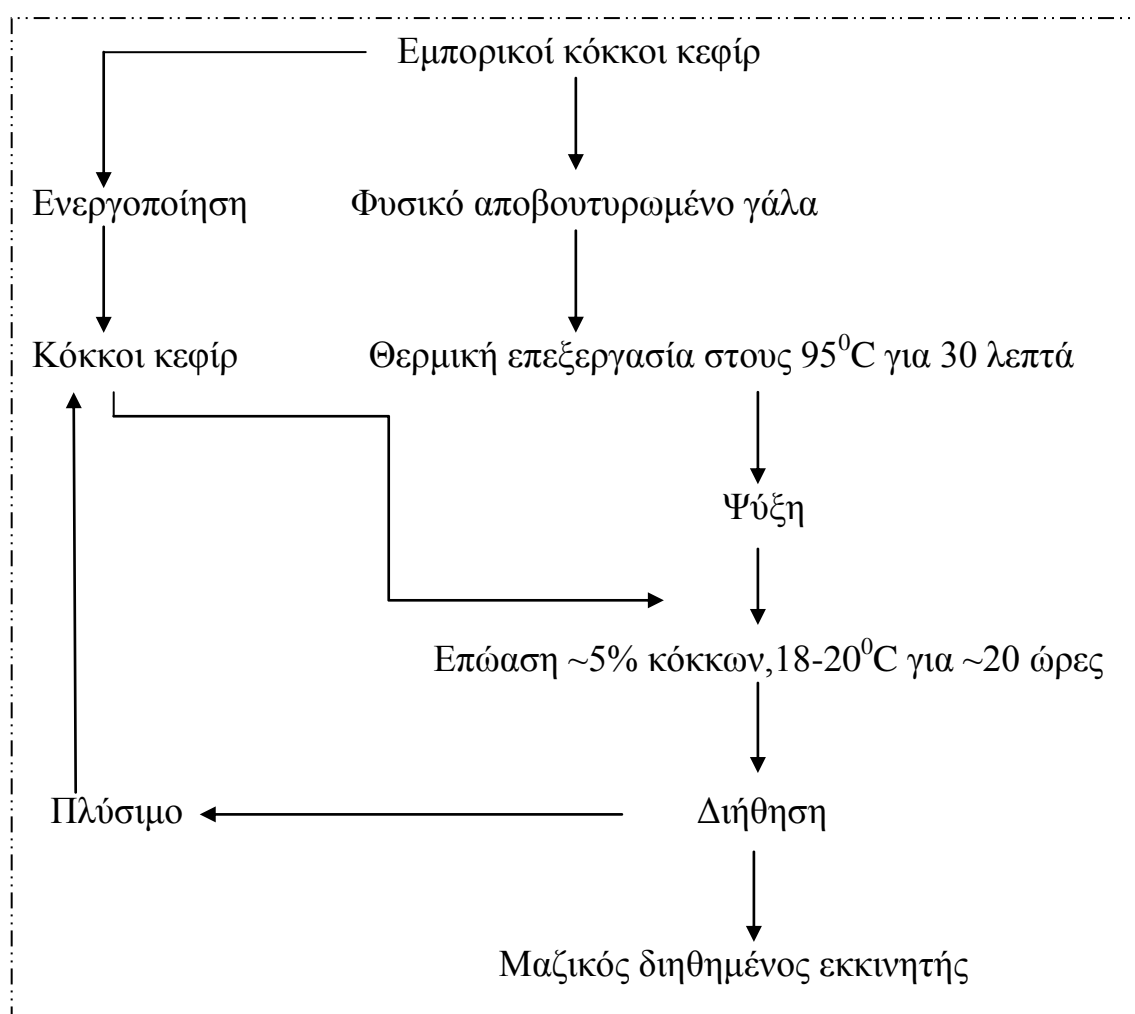 Εμπορικοί κόκκοι κεφίρ
Ενεργοποίηση
Φυσικό αποβουτυρωμένο γάλα
Κόκκοι κεφίρ
Θερμική επεξεργασία στους 95⁰C για 30 λεπτά
Ψύξη
Επώαση ~5% κόκκων,18-20⁰C για ~20 ώρες
Πλύσιμο
Διήθηση
Μαζικός διηθημένος εκκινητής